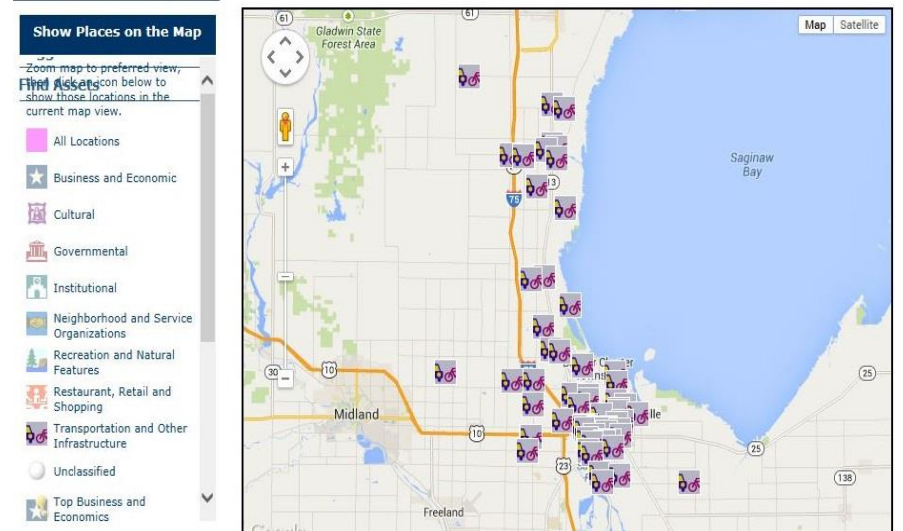 Show Places on the Map
Zoom map to preferred view,
then click an icon below to
Find Assets
show those locations in the
current map view.
All Locations
Business and Economic
Cultural
Governmental
Institutional
Neighborhood and Service
Organizations
Recreation and Natural
Features
Restaurant, Retail and
Shopping
Transportation and Other
Infrastructure
Unclassified
Top Business and
Economics
Map Satellite
61
61
Gladwin State
Forest Area
Saginaw
Bay
13
75
30
10
25
Midland
10
25
23
138
Freeland